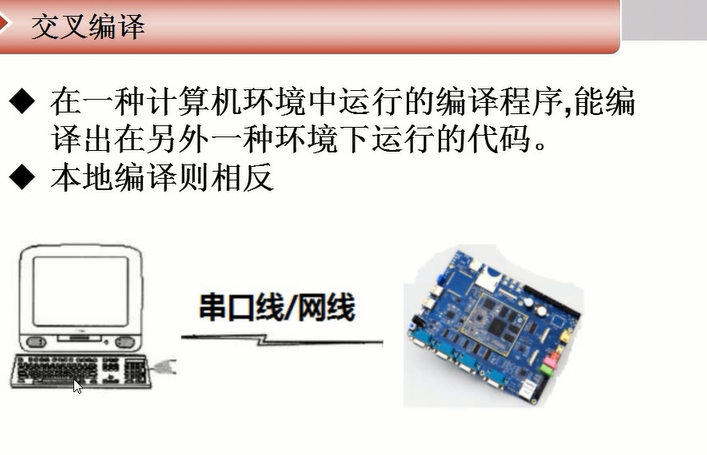 交叉编译
◆ 在一种计算机环境中运行的编译程序,能编
译出在另外一种环境下运行的代码。
◆ 本地编译则相反
串口线/网线